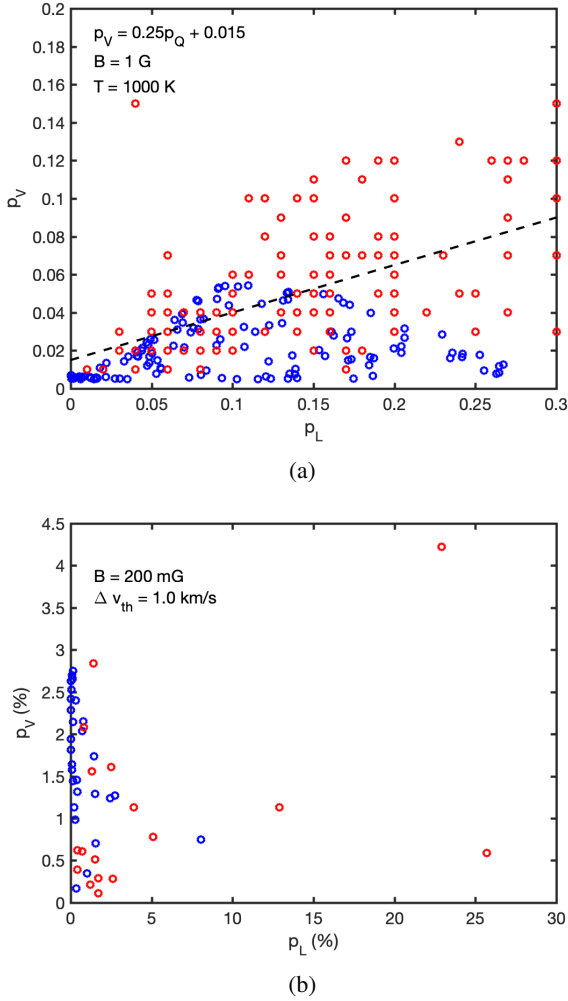 0.2
0.18
0.16
0.14
0.12
0.1
0.08
0.06
0.04
0.02
0
p_V
p_V = 0.25p_Q + 0.015
B = 1 G
T = 1000 K
0 0.05 0.1 0.15 0.2 0.25 0.3
p_L
(a)
4.5
4
3.5
3
2.5
2
1.5
1
0.5
0
p_V (%)
B = 200 mG
Δ v_th = 1.0 km/s
0 5 10 15 20 25 30
p_L (%)
(b)